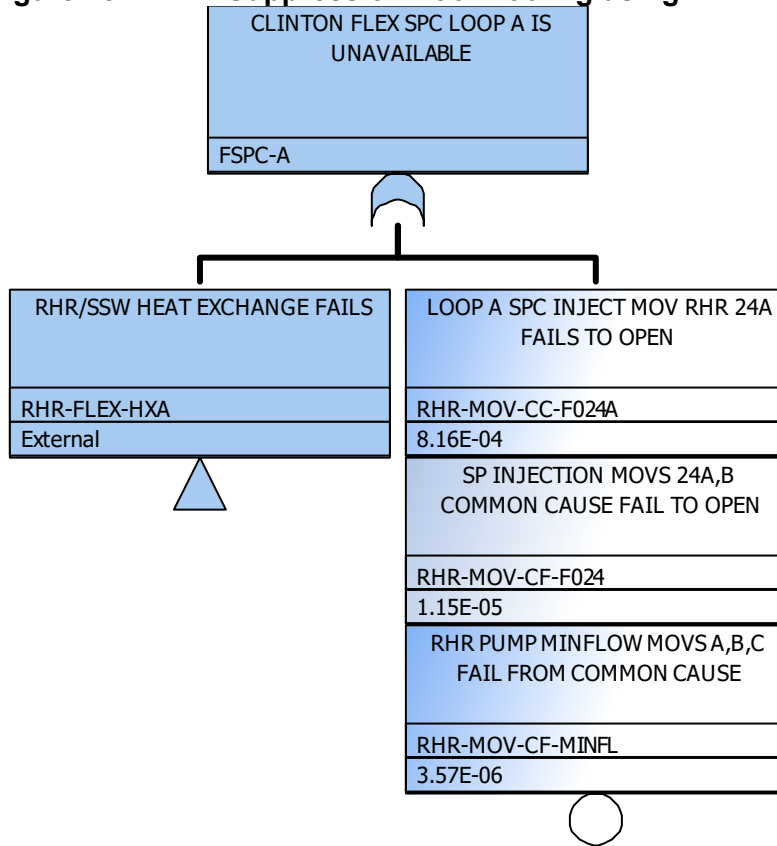 CLINTON FLEX SPC LOOP A IS
UNAVAILABLE
FSPC-A
RHR/SSW HEAT EXCHANGE FAILS
RHR-FLEX-HXA
External
LOOP A SPC INJECT MOV RHR 24A
FAILS TO OPEN
RHR-MOV-CC-F024A
8.16E-04
SP INJECTION MOVS 24A,B
COMMON CAUSE FAIL TO OPEN
RHR-MOV-CF-F024
1.15E-05
RHR PUMP MINFLOW MOVS A,B,C
FAIL FROM COMMON CAUSE
RHR-MOV-CF-MINFL
3.57E-06